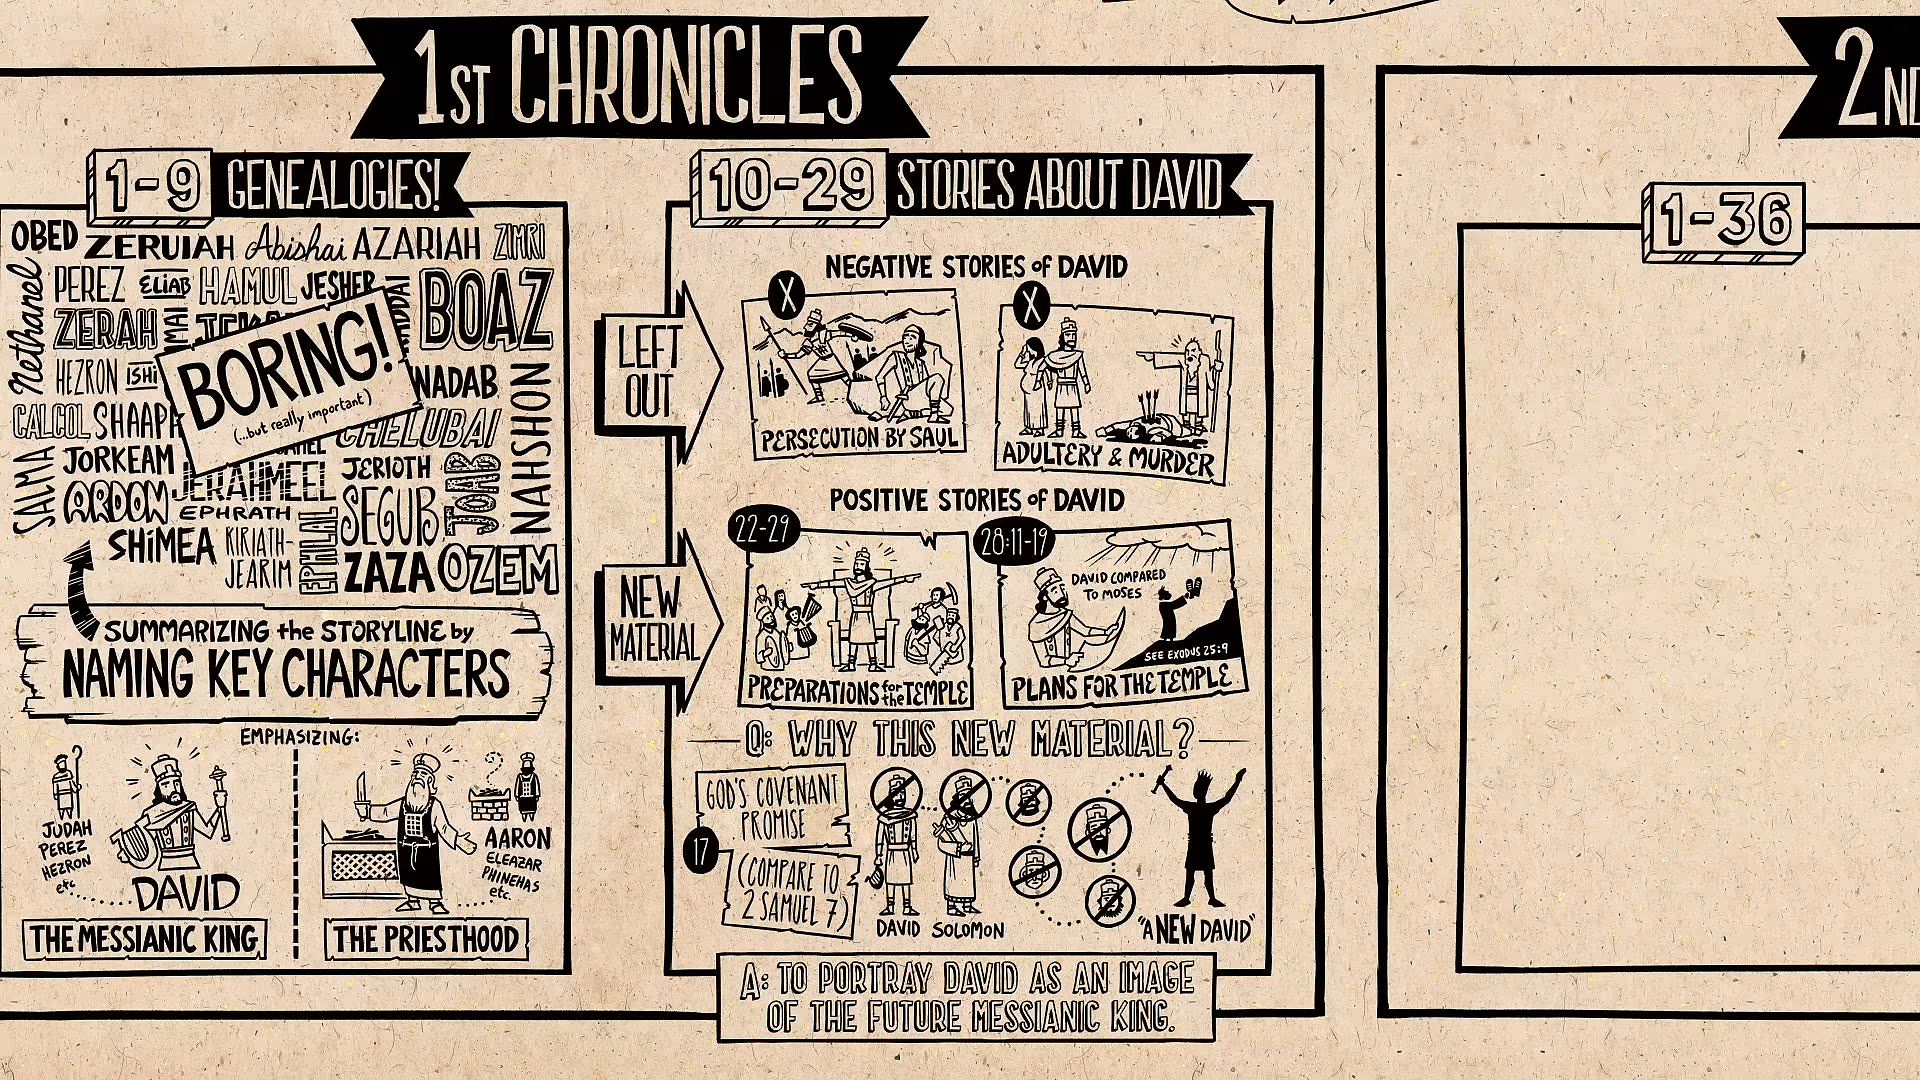 1ST CHRONICLES
2ND
1-9 GENEALOGIES!
OBED ZERUIAH Abishai AZARIAH ZIMRI
Nethanel
PEREZ ELIAB HAMUL JESHER
BOAZ
ZERAH
HEZRON ISHI
NADAB
NAHSHON
BORING!
(...but really important)
CALCOL
CHELUBAI
SALMA
JORKEAM JERAHMEEL JERIOTH
JOAB
ARDON EPHRATH SEGUB
SHIMEA KIRIATH-
JEARIM
EPHLAL
ZAZA OZEM
SUMMARIZING the STORYLINE by
NAMING KEY CHARACTERS
EMPHASIZING:
JUDAH
PEREZ
HEZRON
etc.
DAVID
THE MESSIANIC KING
AARON
ELEAZAR
PHINEHAS
etc.
THE PRIESTHOOD
10-29 STORIES ABOUT DAVID
NEGATIVE STORIES of DAVID
LEFT
OUT
X
PERSECUTION BY SAUL
X
ADULTERY & MURDER
POSITIVE STORIES of DAVID
NEW
MATERIAL
22-29
PREPARATIONS for the TEMPLE
28:11-19
DAVID COMPARED
TO MOSES
SEE EXODUS 25:9
PLANS FOR THE TEMPLE
Q: WHY THIS NEW MATERIAL?
GOD'S COVENANT
PROMISE
17
(COMPARE TO
2 SAMUEL 7)
DAVID SOLOMON
"A NEW DAVID"
A: TO PORTRAY DAVID AS AN IMAGE
OF THE FUTURE MESSIANIC KING.
1-36